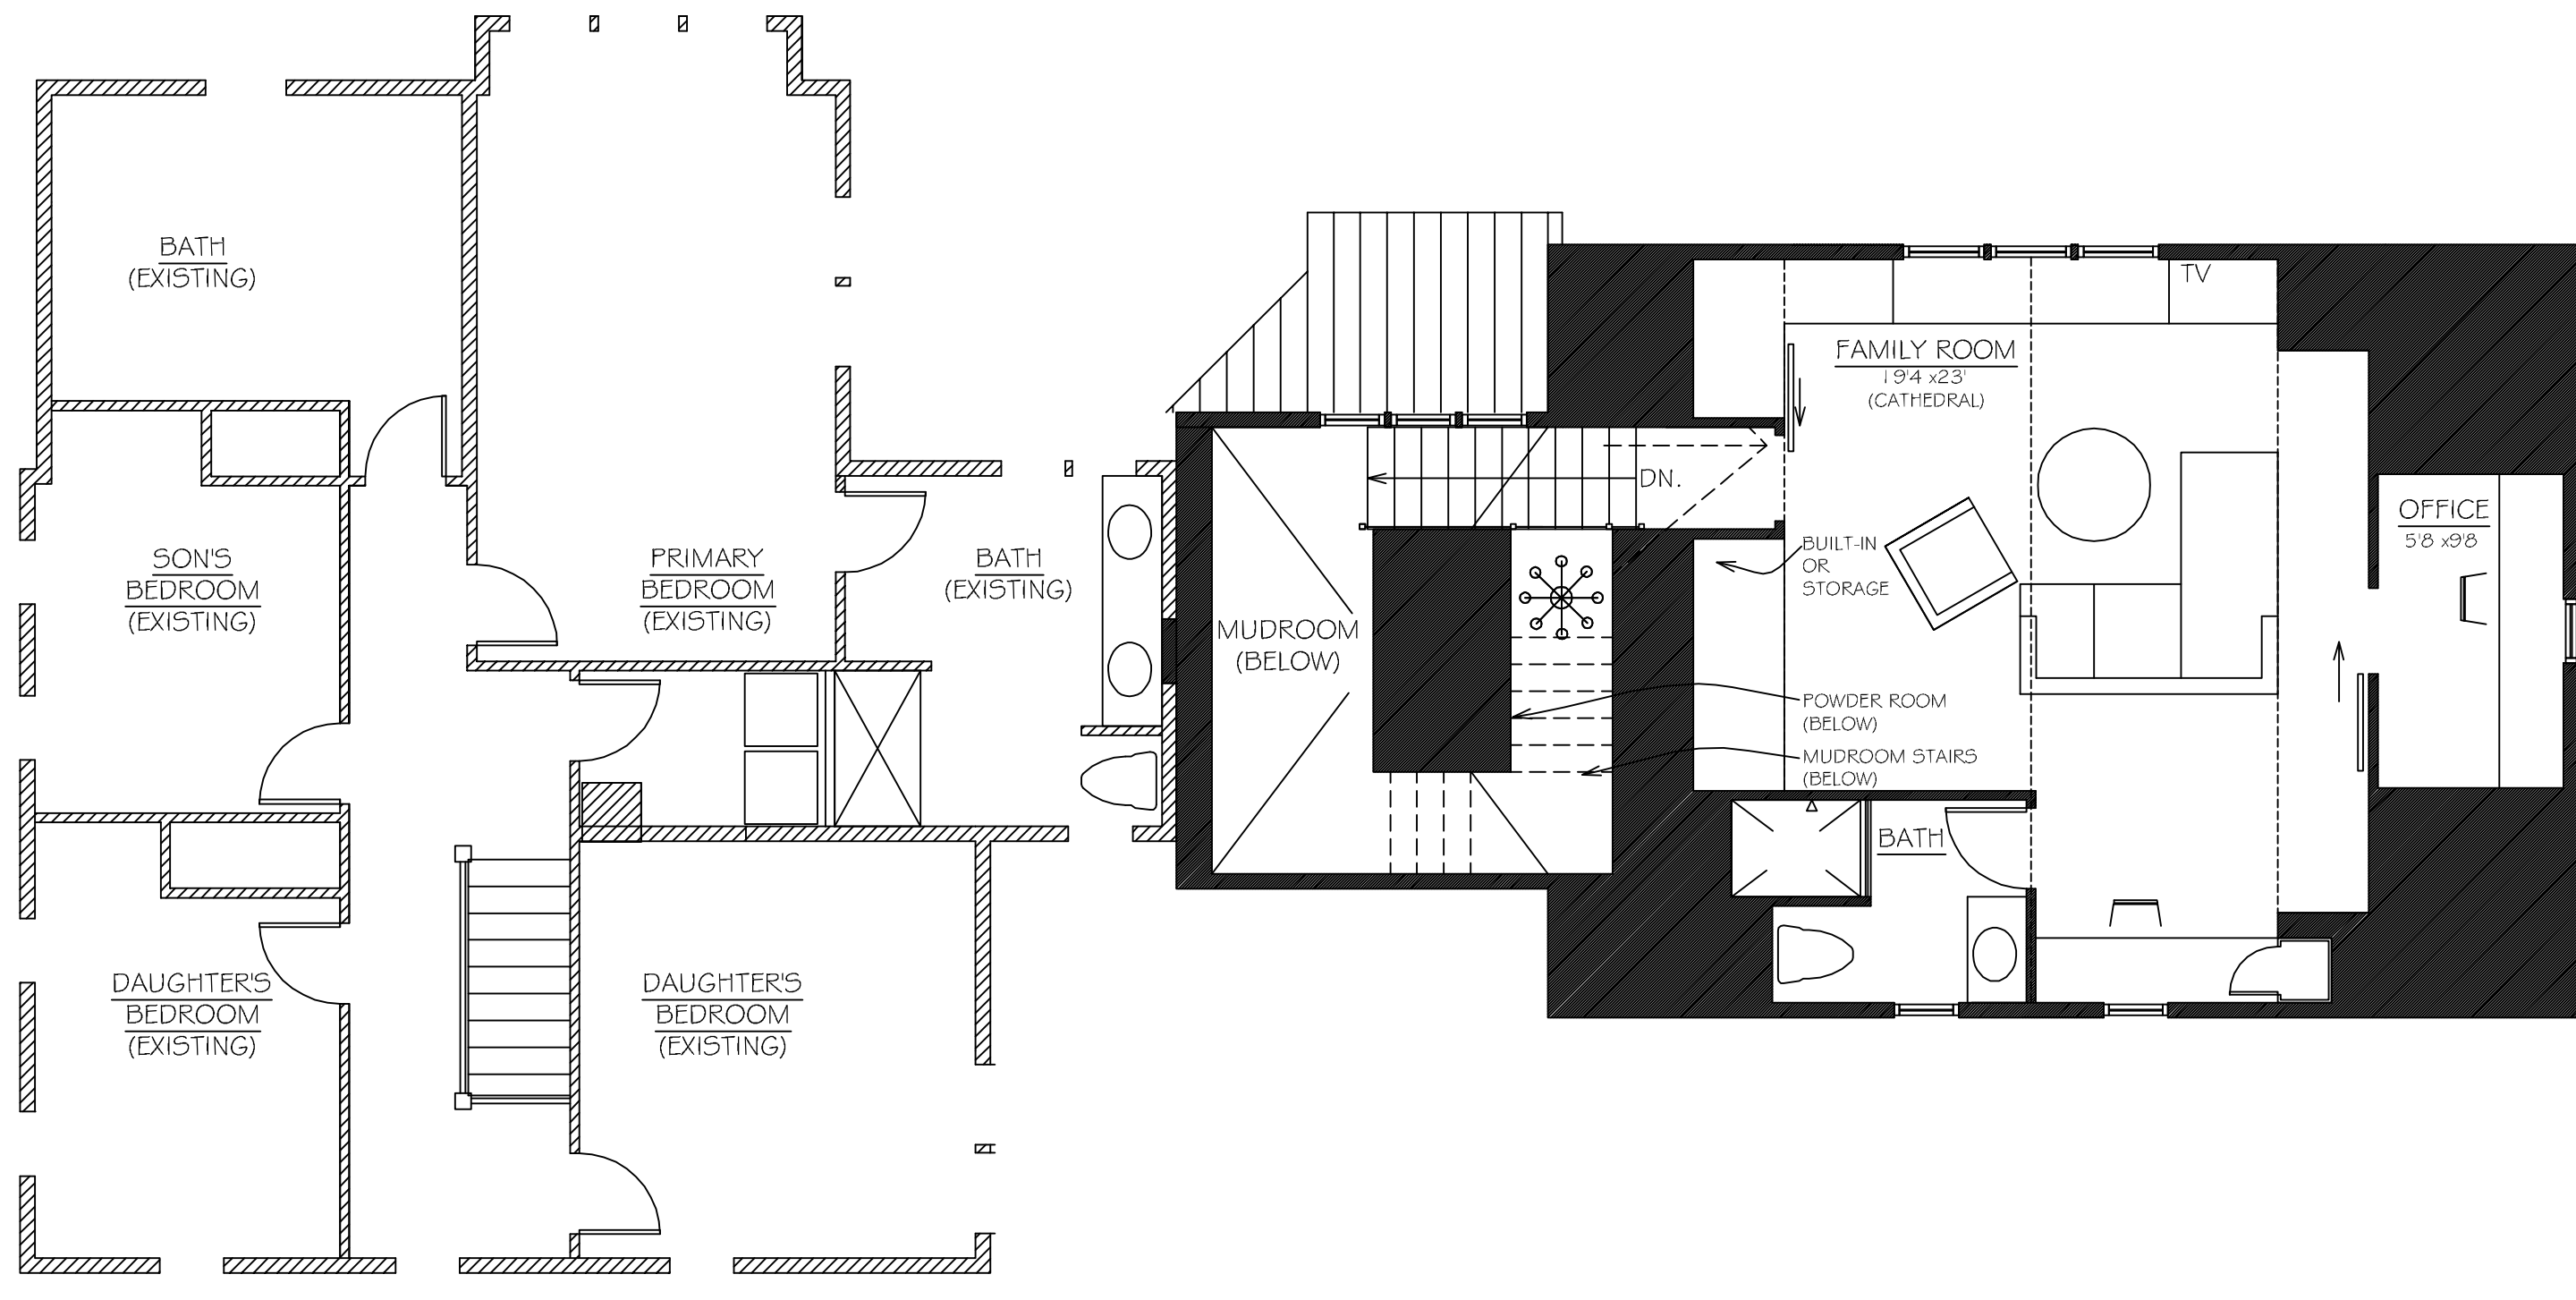 BATH
(EXISTING)
SON'S
BEDROOM
(EXISTING)
DAUGHTER'S
BEDROOM
(EXISTING)
PRIMARY
BEDROOM
(EXISTING)
BATH
(EXISTING)
DAUGHTER'S
BEDROOM
(EXISTING)
MUDROOM
(BELOW)
DN.
FAMILY ROOM
19'4 x23'
(CATHEDRAL)
TV
BUILT-IN
OR
STORAGE
POWDER ROOM
(BELOW)
MUDROOM STAIRS
(BELOW)
BATH
OFFICE
5'8 x9'8